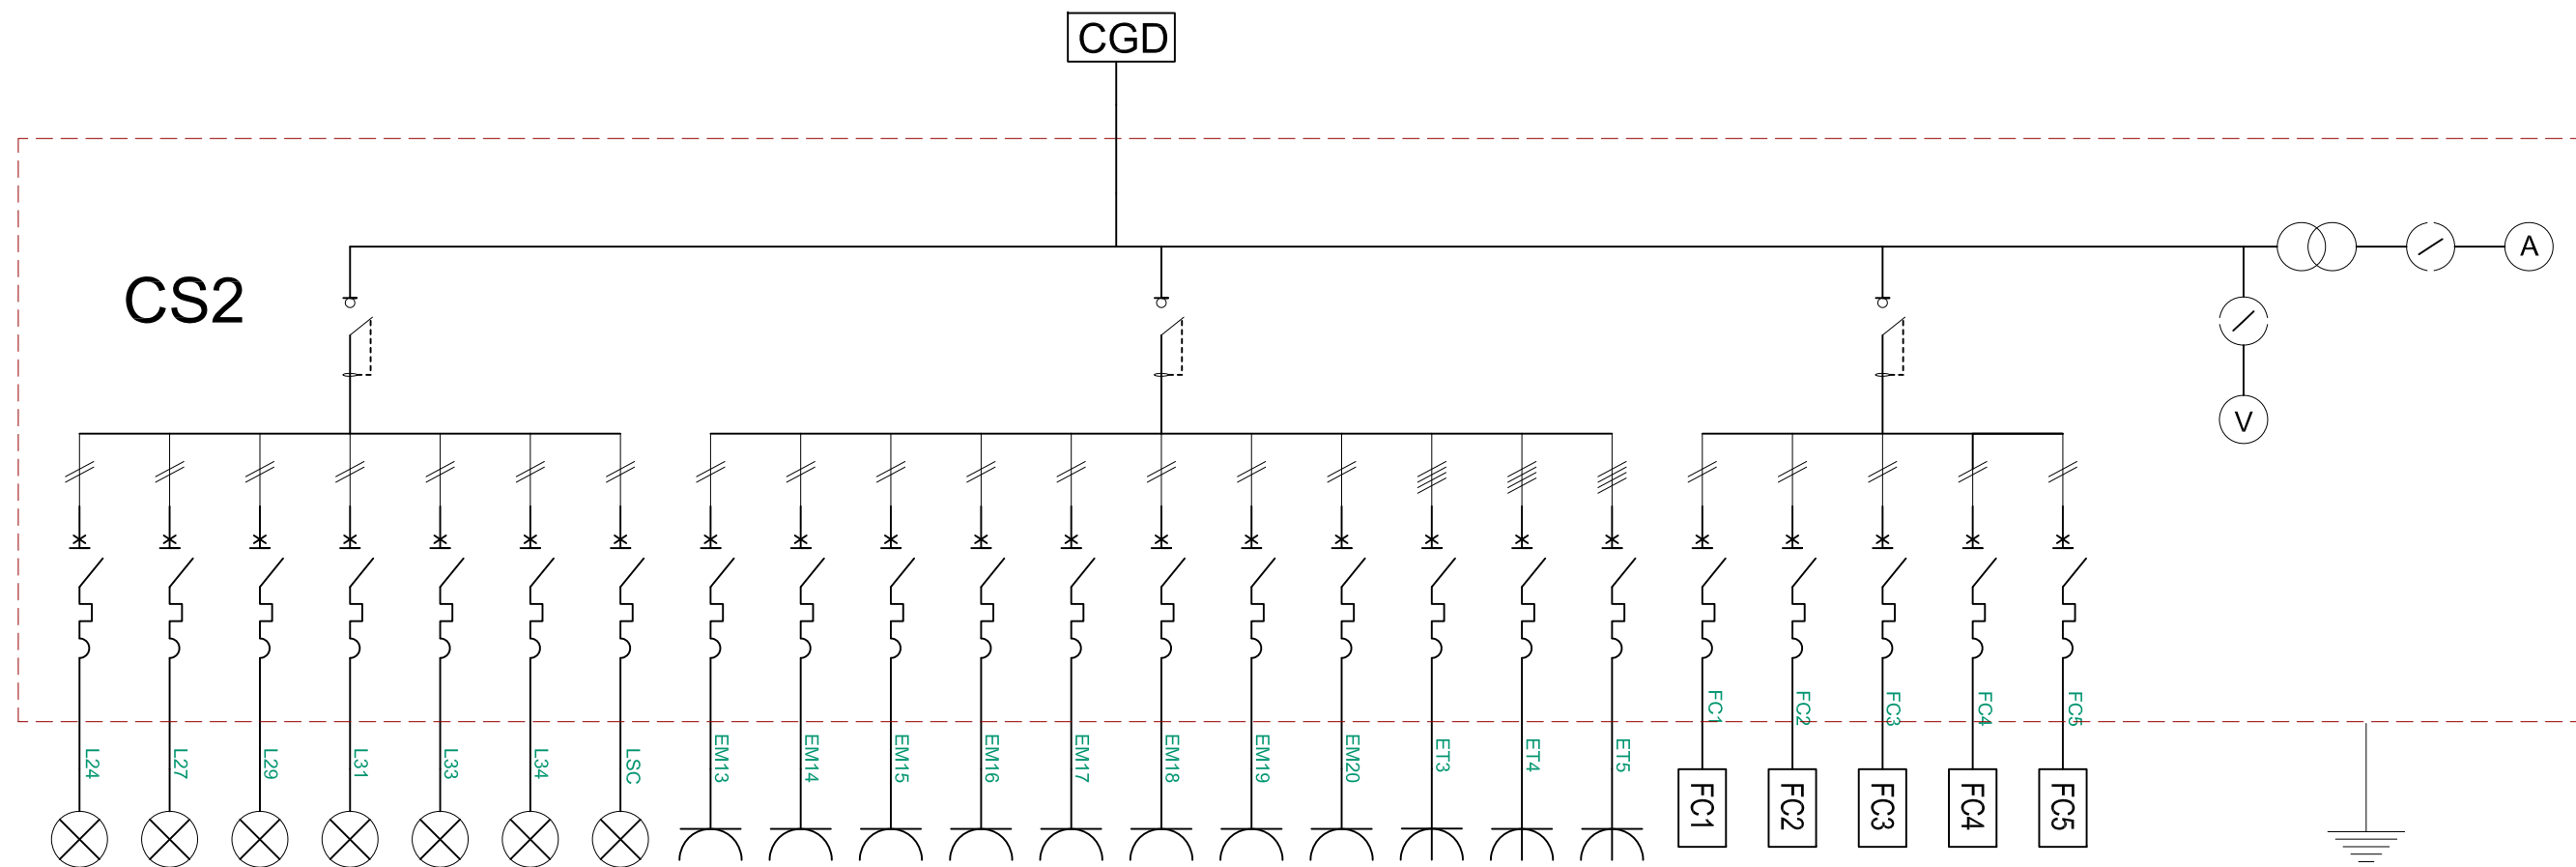 CGD
CS2
A
V
L24
L27
L29
L31
L33
L34
LSC
EM13
EM14
EM15
EM16
EM17
EM18
EM19
EM20
ET3
ET4
ET5
FC1
FC2
FC3
FC4
FC5
FC1
FC2
FC3
FC4
FC5